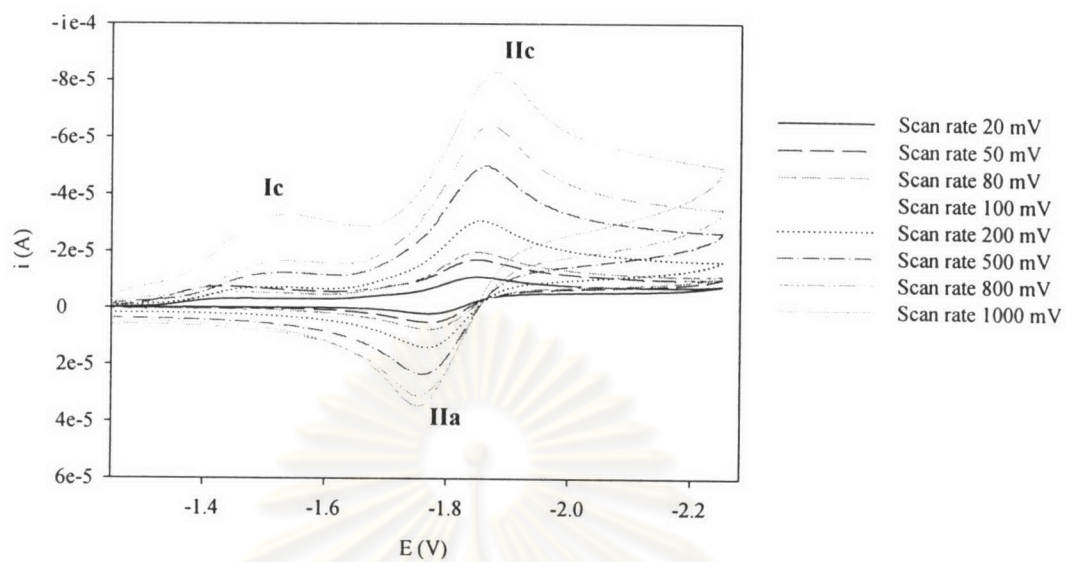 -1e-4
-8e-5
-6e-5
-4e-5
-2e-5
0
2e-5
4e-5
6e-5
i (A)
Ic
IIc
IIa
-1.4 -1.6 -1.8 -2.0 -2.2
E (V)
Scan rate 20 mV
Scan rate 50 mV
Scan rate 80 mV
Scan rate 100 mV
Scan rate 200 mV
Scan rate 500 mV
Scan rate 800 mV
Scan rate 1000 mV